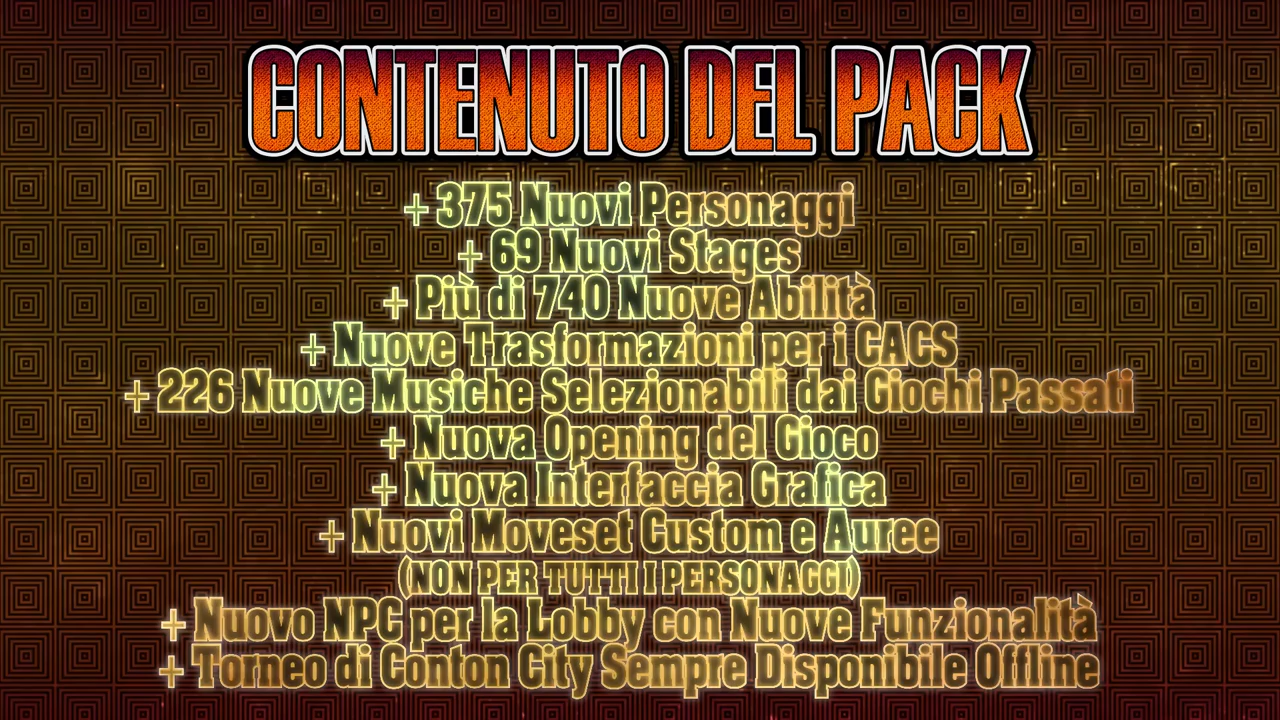 CONTENUTO DEL PACK
+ 375 Nuovi Personaggi
+ 69 Nuovi Stages
+ Più di 740 Nuove Abilità
+ Nuove Trasformazioni per i CACS
+ 226 Nuove Musiche Selezionabili dai Giochi Passati
+ Nuova Opening del Gioco
+ Nuova Interfaccia Grafica
+ Nuovi Moveset Custom e Auree
(NON PER TUTTI I PERSONAGGI)
+ Nuovo NPC per la Lobby con Nuove Funzionalità
+ Torneo di Conton City Sempre Disponibile Offline